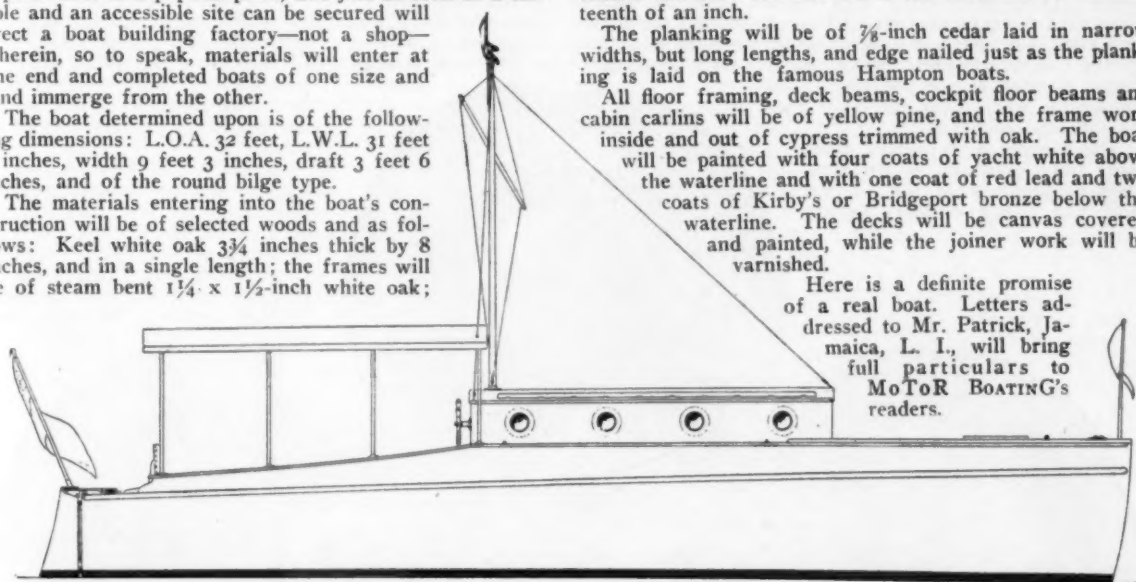 ble and an accessible site can be secured will
rect a boat building factory—not a shop—
herein, so to speak, materials will enter at
ne end and completed boats of one size and
nd immerge from the other.
The boat determined upon is of the follow-
ng dimensions: L.O.A. 32 feet, L.W.L. 31 feet
inches, width 9 feet 3 inches, draft 3 feet 6
ches, and of the round bilge type.
The materials entering into the boat's con-
ruction will be of selected woods and as fol-
ws: Keel white oak 3¾ inches thick by 8
ches, and in a single length; the frames will
e of steam bent 1¼ x 1½-inch white oak;
teenth of an inch.
The planking will be of ⅞-inch cedar laid in narrow
widths, but long lengths, and edge nailed just as the plank-
ing is laid on the famous Hampton boats.
All floor framing, deck beams, cockpit floor beams an
cabin carlins will be of yellow pine, and the frame wor
inside and out of cypress trimmed with oak. The boa
will be painted with four coats of yacht white abov
the waterline and with one coat of red lead and tw
coats of Kirby's or Bridgeport bronze below th
waterline. The decks will be canvas covere
and painted, while the joiner work will b
varnished.
Here is a definite promise
of a real boat. Letters ad-
dressed to Mr. Patrick, Ja-
maica, L. I., will bring
full particulars to
MoToR BoatinG's
readers.